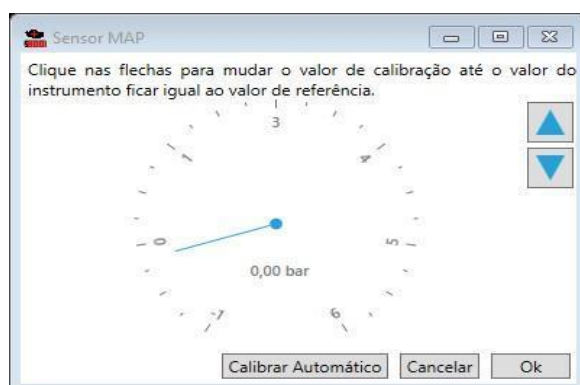 Sensor MAP
Clique nas flechas para mudar o valor de calibração até o valor do
instrumento ficar igual ao valor de referência.
3
1
4
0
5
0,00 bar
-1
6
Calibrar Automático
Cancelar
Ok